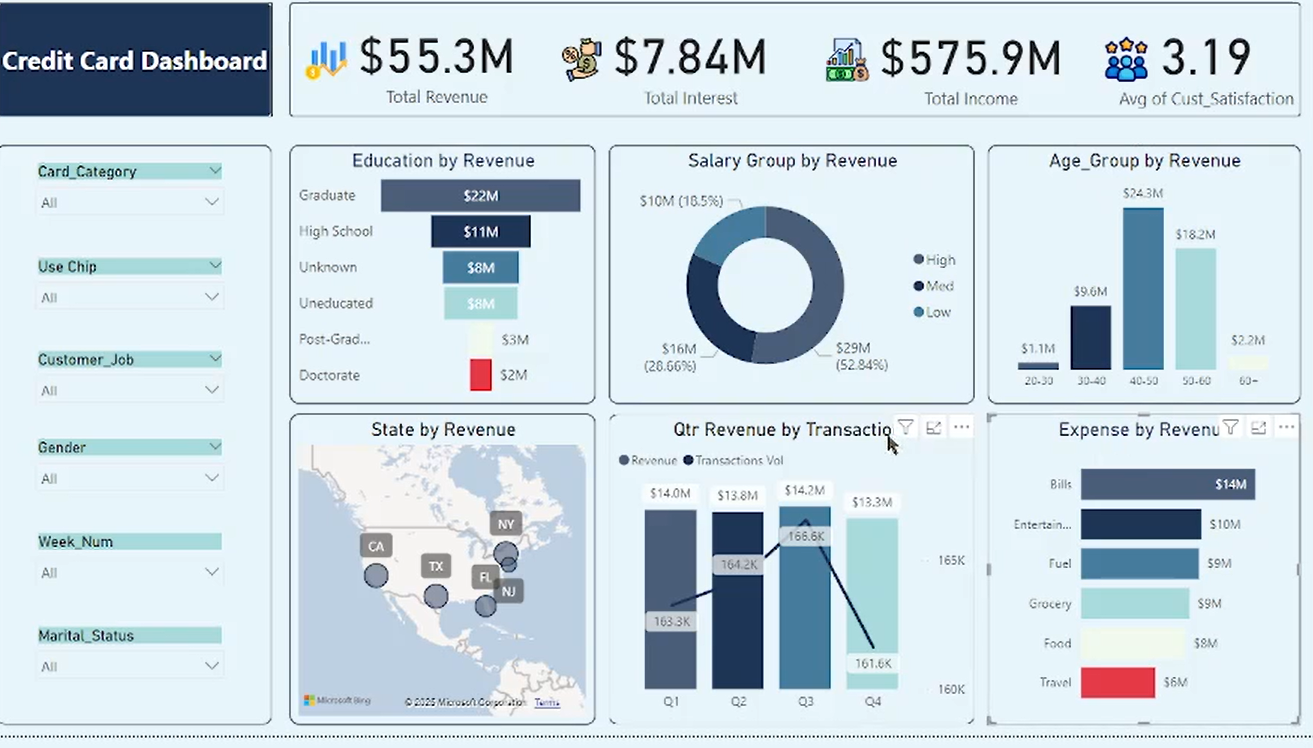 Credit Card Dashboard
$55.3M
Total Revenue
$7.84M
Total Interest
$575.9M
Total Income
3.19
Avg of Cust_Satisfaction
Card_Category
All
Use Chip
All
Customer_Job
All
Gender
All
Week_Num
All
Marital_Status
All
Education by Revenue
Graduate $22M
High School $11M
Unknown $8M
Uneducated $8M
Post-Grad... $3M
Doctorate $2M
Salary Group by Revenue
$10M (18.5%)
High
Med
Low
$16M
(28.66%)
$29M
(52.84%)
Age_Group by Revenue
$24.3M
$18.2M
$9.6M
$1.1M
$2.2M
20-30 30-40 40-50 50-60 60+
State by Revenue
NY
CA
TX
FL
NJ
Microsoft Bing
© 2025 Microsoft Corporation Terms
Qtr Revenue by Transactio
Revenue Transactions Vol
$14.0M $13.8M $14.2M $13.3M
163.3K 164.2K 166.6K 161.6K
165K
160K
Q1 Q2 Q3 Q4
Expense by Revenu
Bills $14M
Entertain... $10M
Fuel $9M
Grocery $9M
Food $8M
Travel $6M